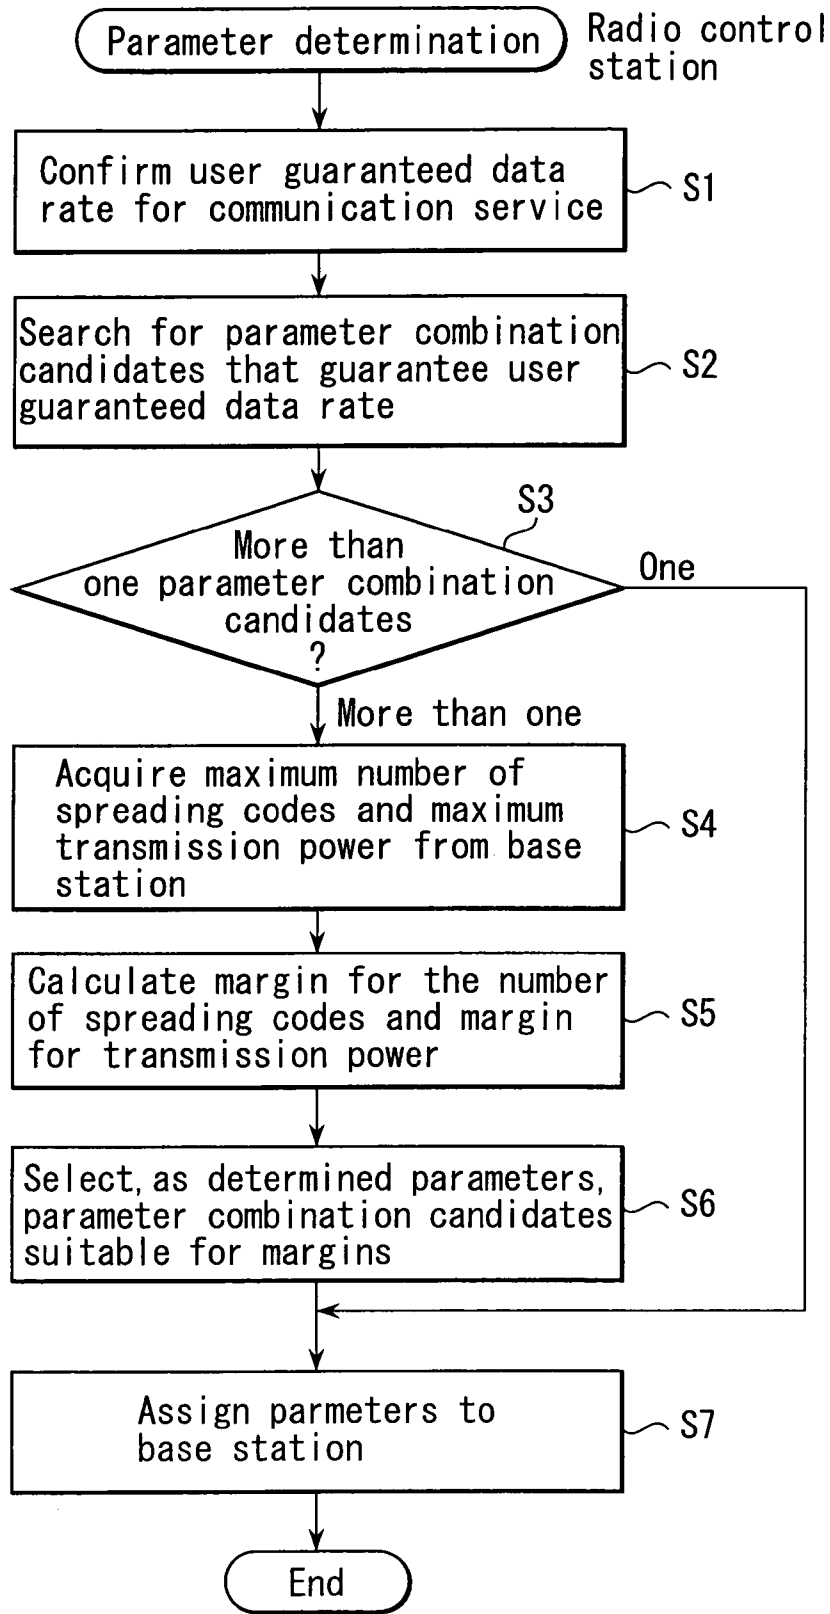 Parameter determination
Radio control
station
Confirm user guaranteed data
rate for communication service
S1
Search for parameter combination
candidates that guarantee user
guaranteed data rate
S2
S3
More than
one parameter combination
candidates
?
One
More than one
Acquire maximum number of
spreading codes and maximum
transmission power from base
station
S4
Calculate margin for the number
of spreading codes and margin
for transmission power
S5
Select, as determined parameters,
parameter combination candidates
suitable for margins
S6
Assign parmeters to
base station
S7
End